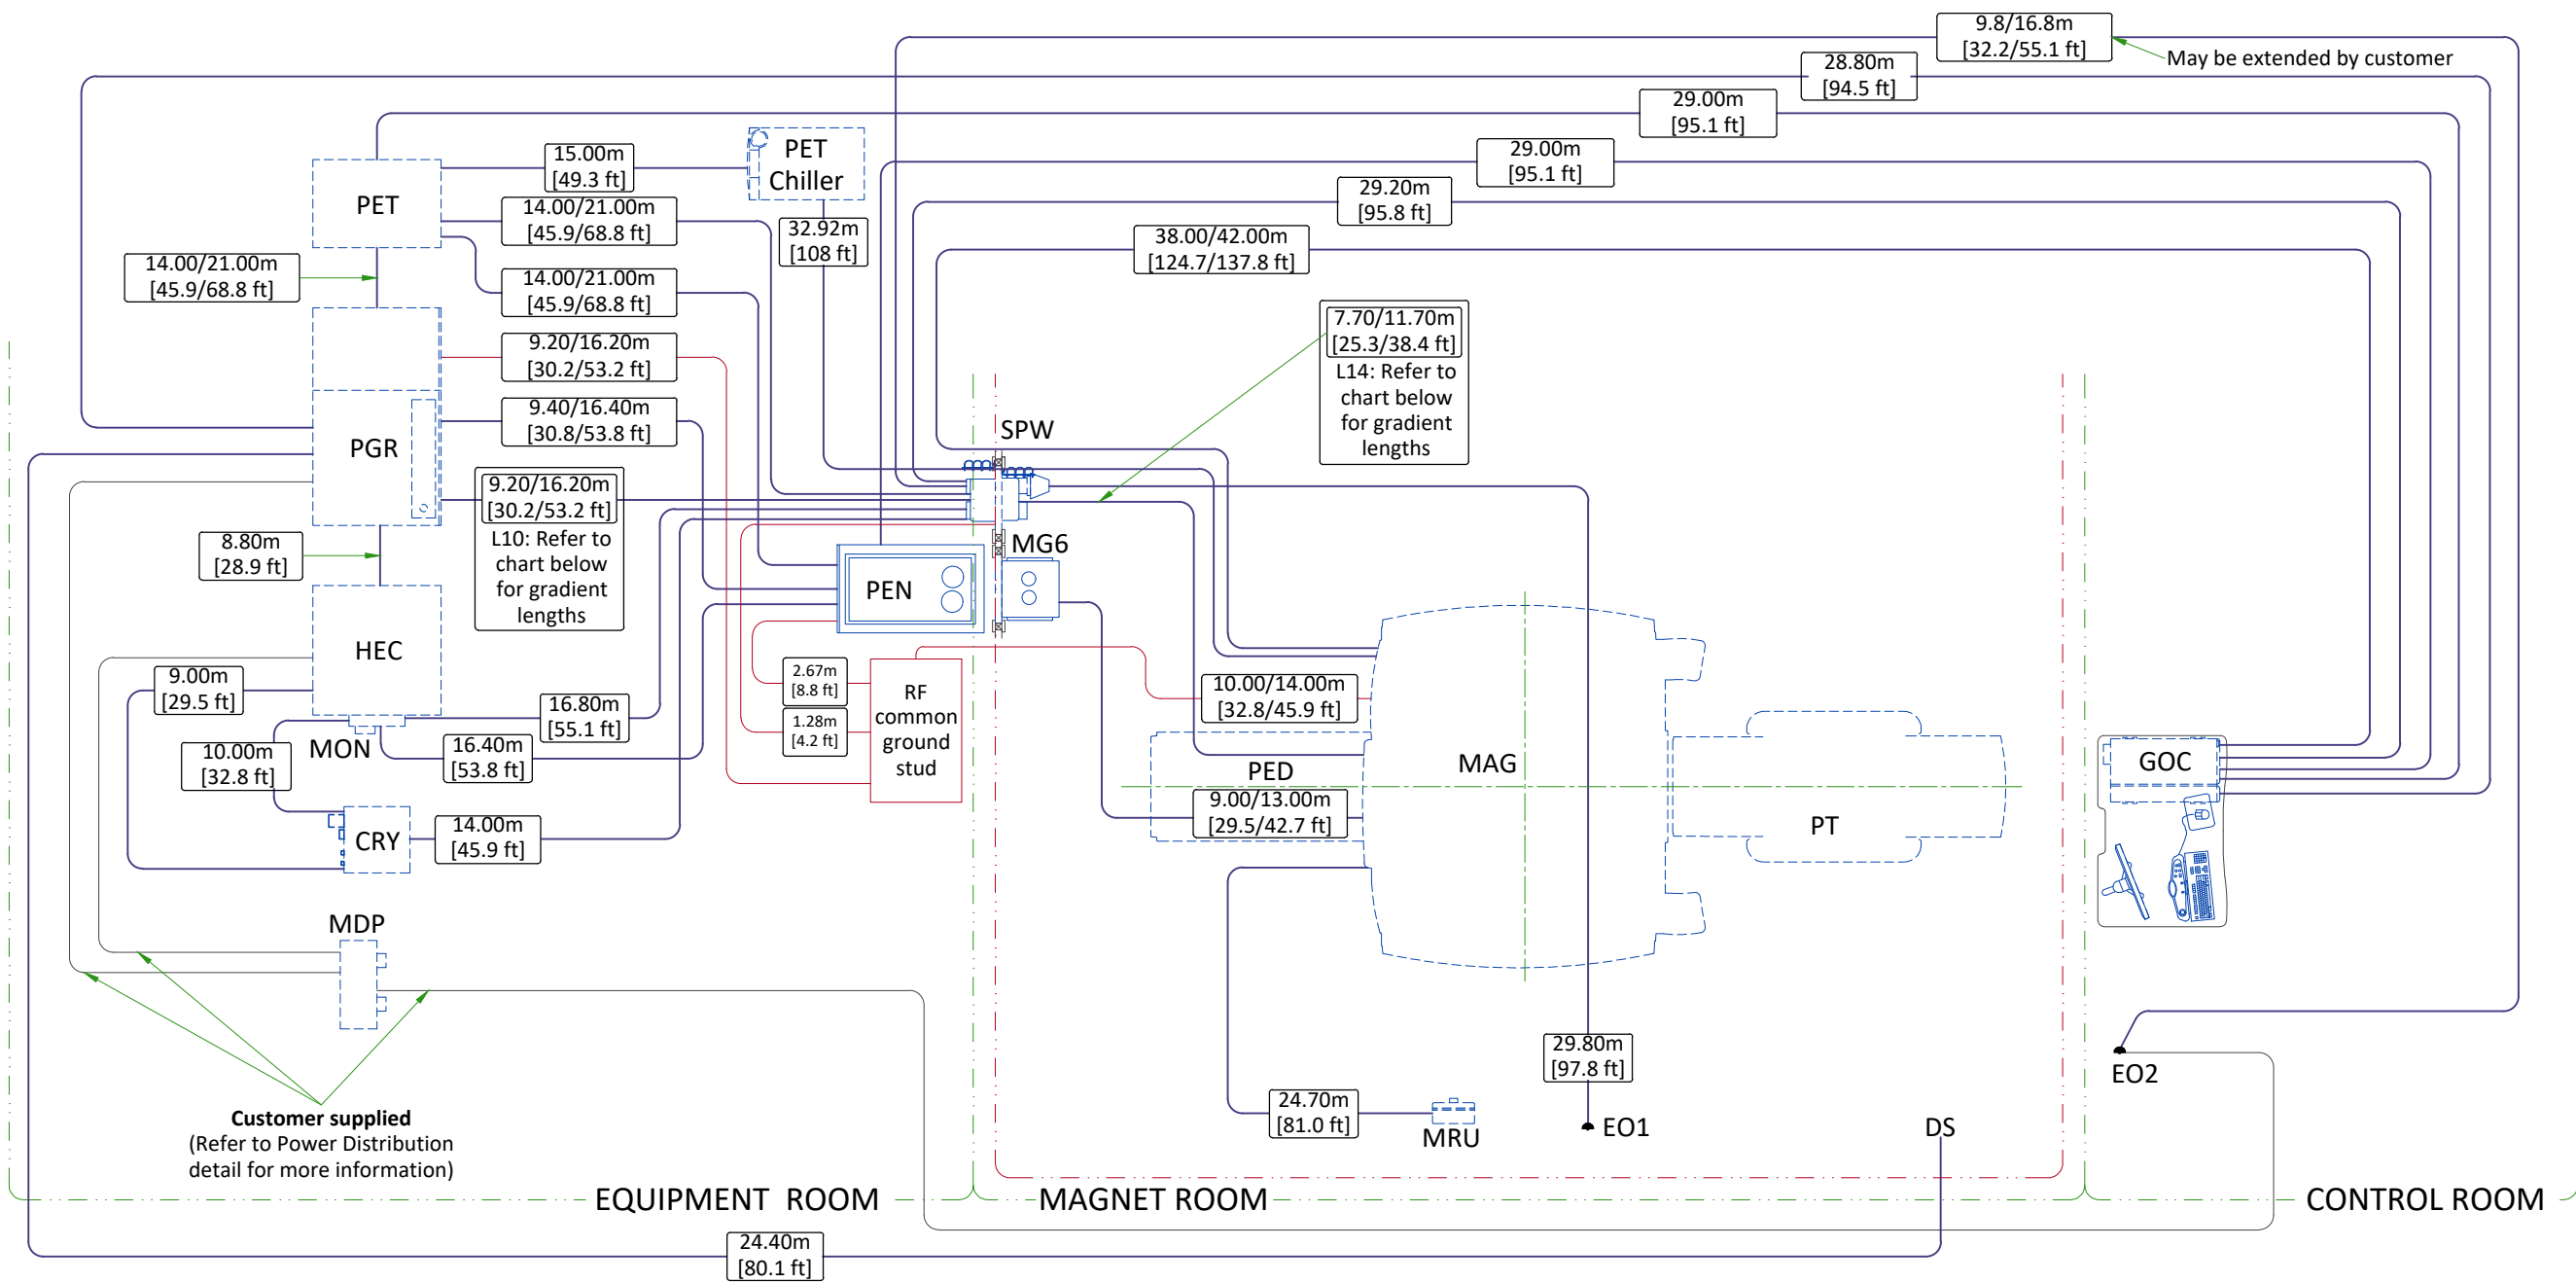 9.8/16.8m
[32.2/55.1 ft]
May be extended by customer
28.80m
[94.5 ft]
29.00m
[95.1 ft]
29.00m
[95.1 ft]
29.20m
[95.8 ft]
38.00/42.00m
[124.7/137.8 ft]
PET
15.00m
[49.3 ft]
PET
Chiller
14.00/21.00m
[45.9/68.8 ft]
32.92m
[108 ft]
14.00/21.00m
[45.9/68.8 ft]
14.00/21.00m
[45.9/68.8 ft]
9.20/16.20m
[30.2/53.2 ft]
9.40/16.40m
[30.8/53.8 ft]
PGR
9.20/16.20m
[30.2/53.2 ft]
L10: Refer to
chart below
for gradient
lengths
7.70/11.70m
[25.3/38.4 ft]
L14: Refer to
chart below
for gradient
lengths
SPW
MG6
PEN
8.80m
[28.9 ft]
HEC
9.00m
[29.5 ft]
MON
16.80m
[55.1 ft]
16.40m
[53.8 ft]
10.00m
[32.8 ft]
CRY
14.00m
[45.9 ft]
2.67m
[8.8 ft]
1.28m
[4.2 ft]
RF
common
ground
stud
10.00/14.00m
[32.8/45.9 ft]
PED
9.00/13.00m
[29.5/42.7 ft]
MAG
PT
GOC
MDP
Customer supplied
(Refer to Power Distribution
detail for more information)
29.80m
[97.8 ft]
24.70m
[81.0 ft]
MRU
EO1
DS
EO2
EQUIPMENT ROOM
MAGNET ROOM
CONTROL ROOM
24.40m
[80.1 ft]